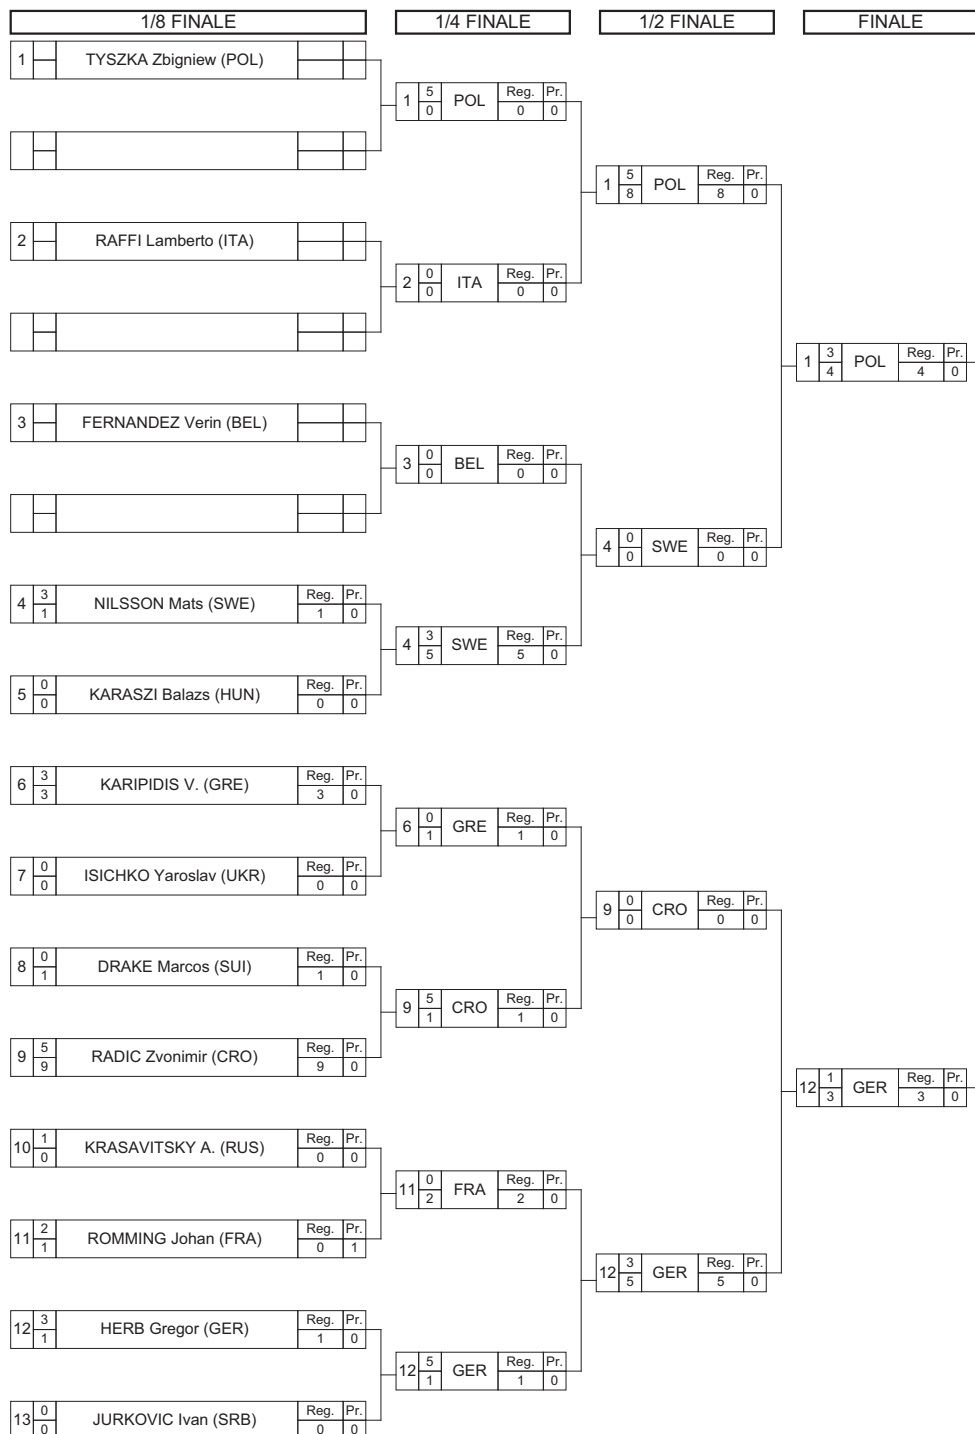 1/8 FINALE 1/4 FINALE 1/2 FINALE FINALE
1 TYSZKA Zbigniew (POL)
1 5 0 POL Reg. Pr. 0 0
1 5 8 POL Reg. Pr. 8 0
2 RAFFI Lamberto (ITA)
2 0 0 ITA Reg. Pr. 0 0
1 3 4 POL Reg. Pr. 4 0
3 FERNANDEZ Verin (BEL)
3 0 0 BEL Reg. Pr. 0 0
4 0 0 SWE Reg. Pr. 0 0
4 3 1 NILSSON Mats (SWE) Reg. Pr. 1 0
4 3 5 SWE Reg. Pr. 5 0
5 0 0 KARASZI Balazs (HUN) Reg. Pr. 0 0
6 3 3 KARIPIDIS V. (GRE) Reg. Pr. 3 0
6 0 1 GRE Reg. Pr. 1 0
7 0 0 ISICHKO Yaroslav (UKR) Reg. Pr. 0 0
9 0 0 CRO Reg. Pr. 0 0
8 0 1 DRAKE Marcos (SUI) Reg. Pr. 1 0
9 5 1 CRO Reg. Pr. 1 0
9 5 9 RADIC Zvonimir (CRO) Reg. Pr. 9 0
12 1 3 GER Reg. Pr. 3 0
10 1 0 KRASAVITSKY A. (RUS) Reg. Pr. 0 0
11 0 2 FRA Reg. Pr. 2 0
11 2 1 ROMMING Johan (FRA) Reg. Pr. 0 1
12 3 5 GER Reg. Pr. 5 0
12 3 1 HERB Gregor (GER) Reg. Pr. 1 0
12 5 1 GER Reg. Pr. 1 0
13 0 0 JURKOVIC Ivan (SRB) Reg. Pr. 0 0